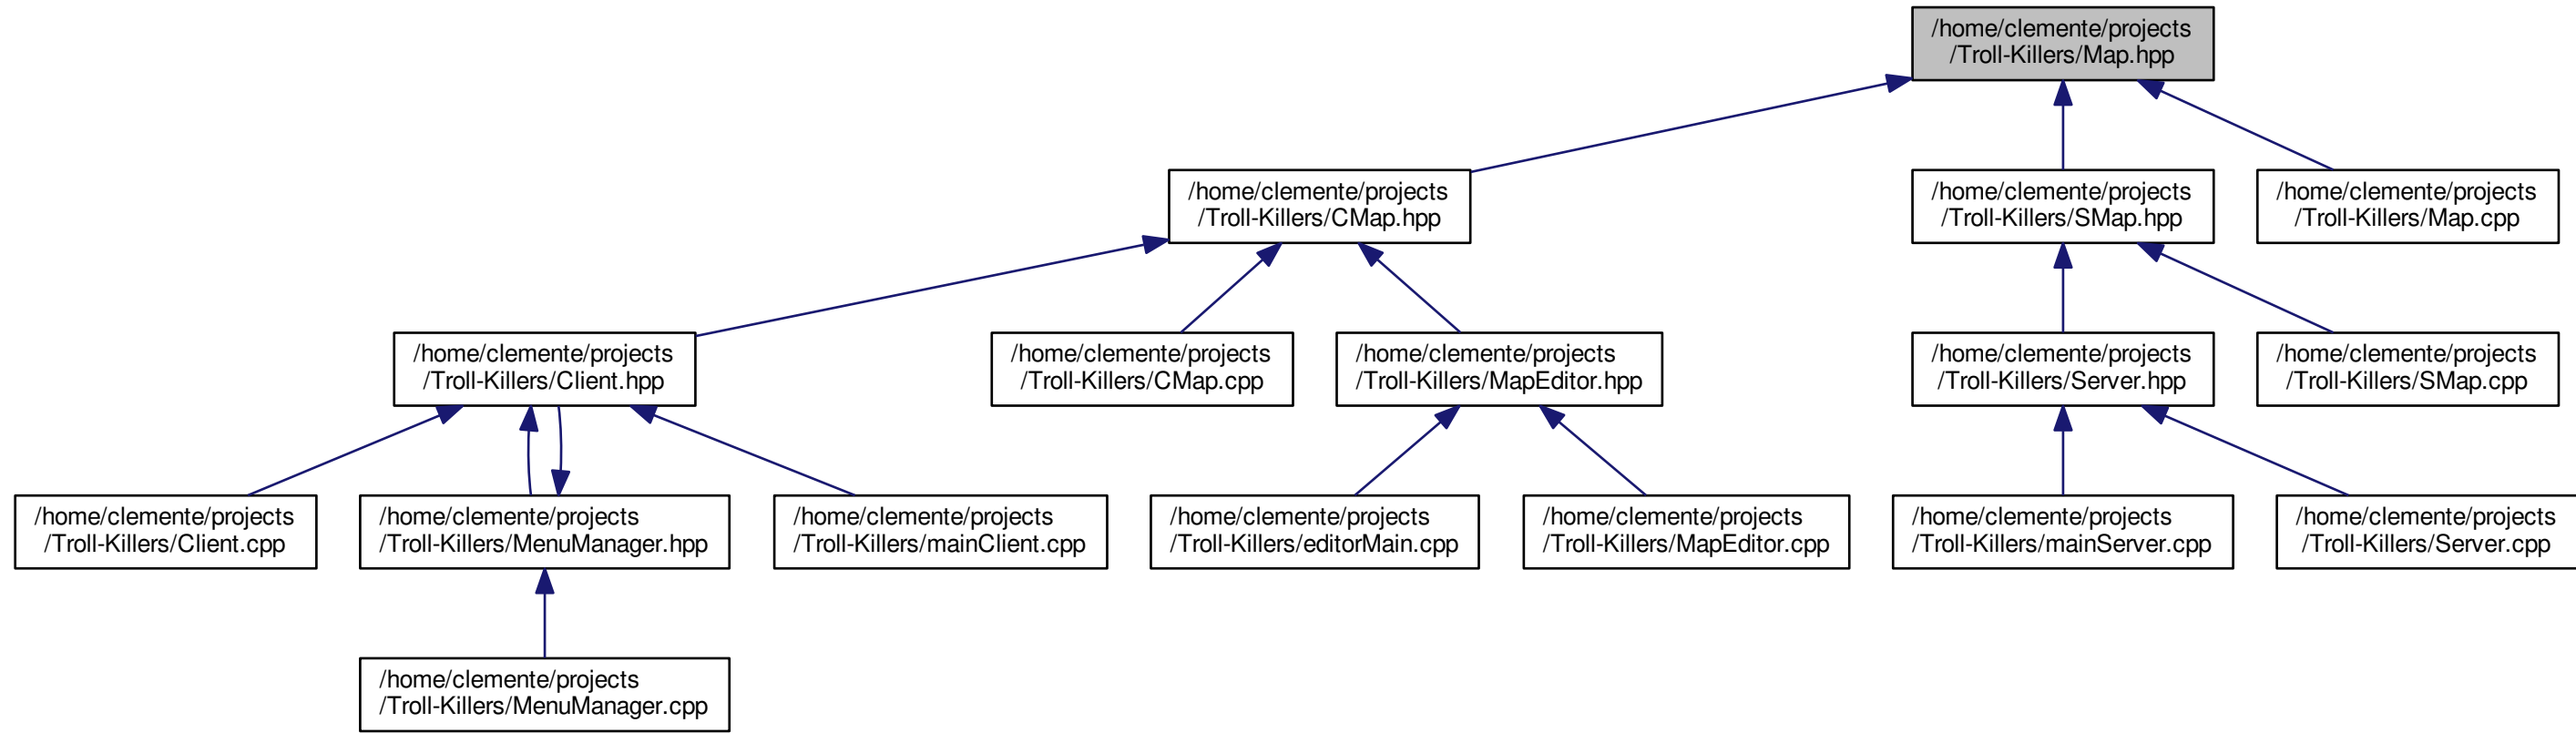 /home/clemente/projects
/Troll-Killers/Map.hpp
/home/clemente/projects
/Troll-Killers/CMap.hpp
/home/clemente/projects
/Troll-Killers/SMap.hpp
/home/clemente/projects
/Troll-Killers/Map.cpp
/home/clemente/projects
/Troll-Killers/Client.hpp
/home/clemente/projects
/Troll-Killers/CMap.cpp
/home/clemente/projects
/Troll-Killers/MapEditor.hpp
/home/clemente/projects
/Troll-Killers/Server.hpp
/home/clemente/projects
/Troll-Killers/SMap.cpp
/home/clemente/projects
/Troll-Killers/Client.cpp
/home/clemente/projects
/Troll-Killers/MenuManager.hpp
/home/clemente/projects
/Troll-Killers/mainClient.cpp
/home/clemente/projects
/Troll-Killers/editorMain.cpp
/home/clemente/projects
/Troll-Killers/MapEditor.cpp
/home/clemente/projects
/Troll-Killers/mainServer.cpp
/home/clemente/projects
/Troll-Killers/Server.cpp
/home/clemente/projects
/Troll-Killers/MenuManager.cpp